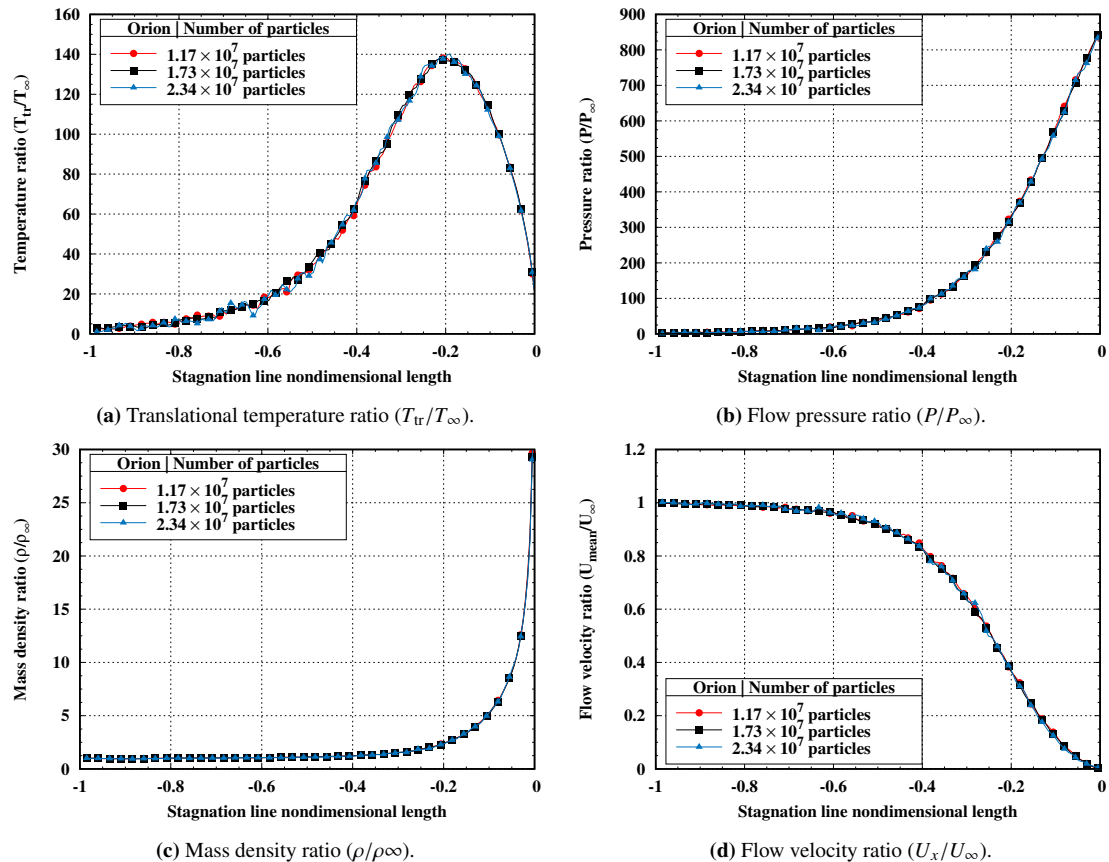 Orion | Number of particles
1.17 × 10^7 particles
1.73 × 10^7 particles
2.34 × 10^7 particles
Temperature ratio (T_tr/T_∞)
160
140
120
100
80
60
40
20
0
-1 -0.8 -0.6 -0.4 -0.2 0
Stagnation line nondimensional length
(a) Translational temperature ratio (T_tr/T_∞).
Orion | Number of particles
1.17 × 10^7 particles
1.73 × 10^7 particles
2.34 × 10^7 particles
Pressure ratio (P/P_∞)
900
800
700
600
500
400
300
200
100
0
-1 -0.8 -0.6 -0.4 -0.2 0
Stagnation line nondimensional length
(b) Flow pressure ratio (P/P_∞).
Orion | Number of particles
1.17 × 10^7 particles
1.73 × 10^7 particles
2.34 × 10^7 particles
Mass density ratio (ρ/ρ_∞)
30
25
20
15
10
5
0
-1 -0.8 -0.6 -0.4 -0.2 0
Stagnation line nondimensional length
(c) Mass density ratio (ρ/ρ∞).
Orion | Number of particles
1.17 × 10^7 particles
1.73 × 10^7 particles
2.34 × 10^7 particles
Flow velocity ratio (U_mean/U_∞)
1.2
1
0.8
0.6
0.4
0.2
0
-1 -0.8 -0.6 -0.4 -0.2 0
Stagnation line nondimensional length
(d) Flow velocity ratio (U_x/U_∞).